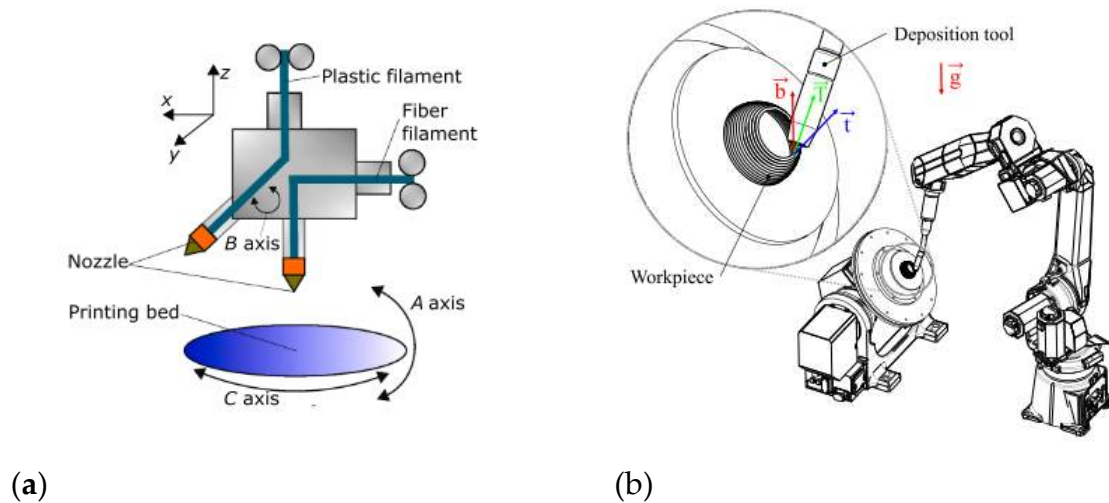 z
x
y
Plastic filament
Fiber
filament
B axis
Nozzle
A axis
Printing bed
C axis
(a)
Deposition tool
b
T
t
g
Workpiece
(b)